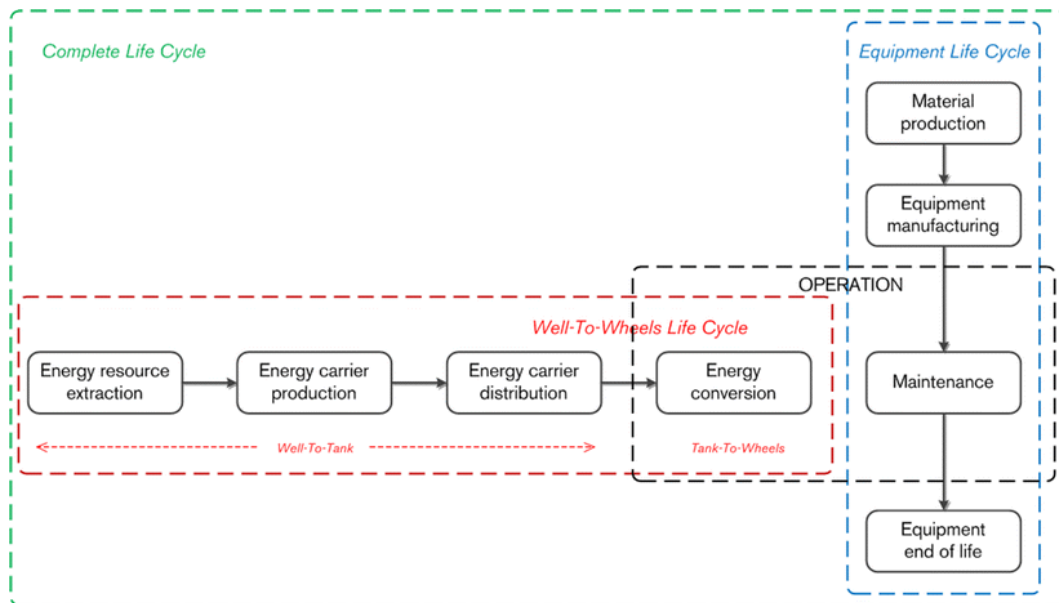 Complete Life Cycle
Equipment Life Cycle
Material
production
Equipment
manufacturing
OPERATION
Well-To-Wheels Life Cycle
Energy resource
extraction
Energy carrier
production
Energy carrier
distribution
Energy
conversion
Maintenance
Well-To-Tank
Tank-To-Wheels
Equipment
end of life